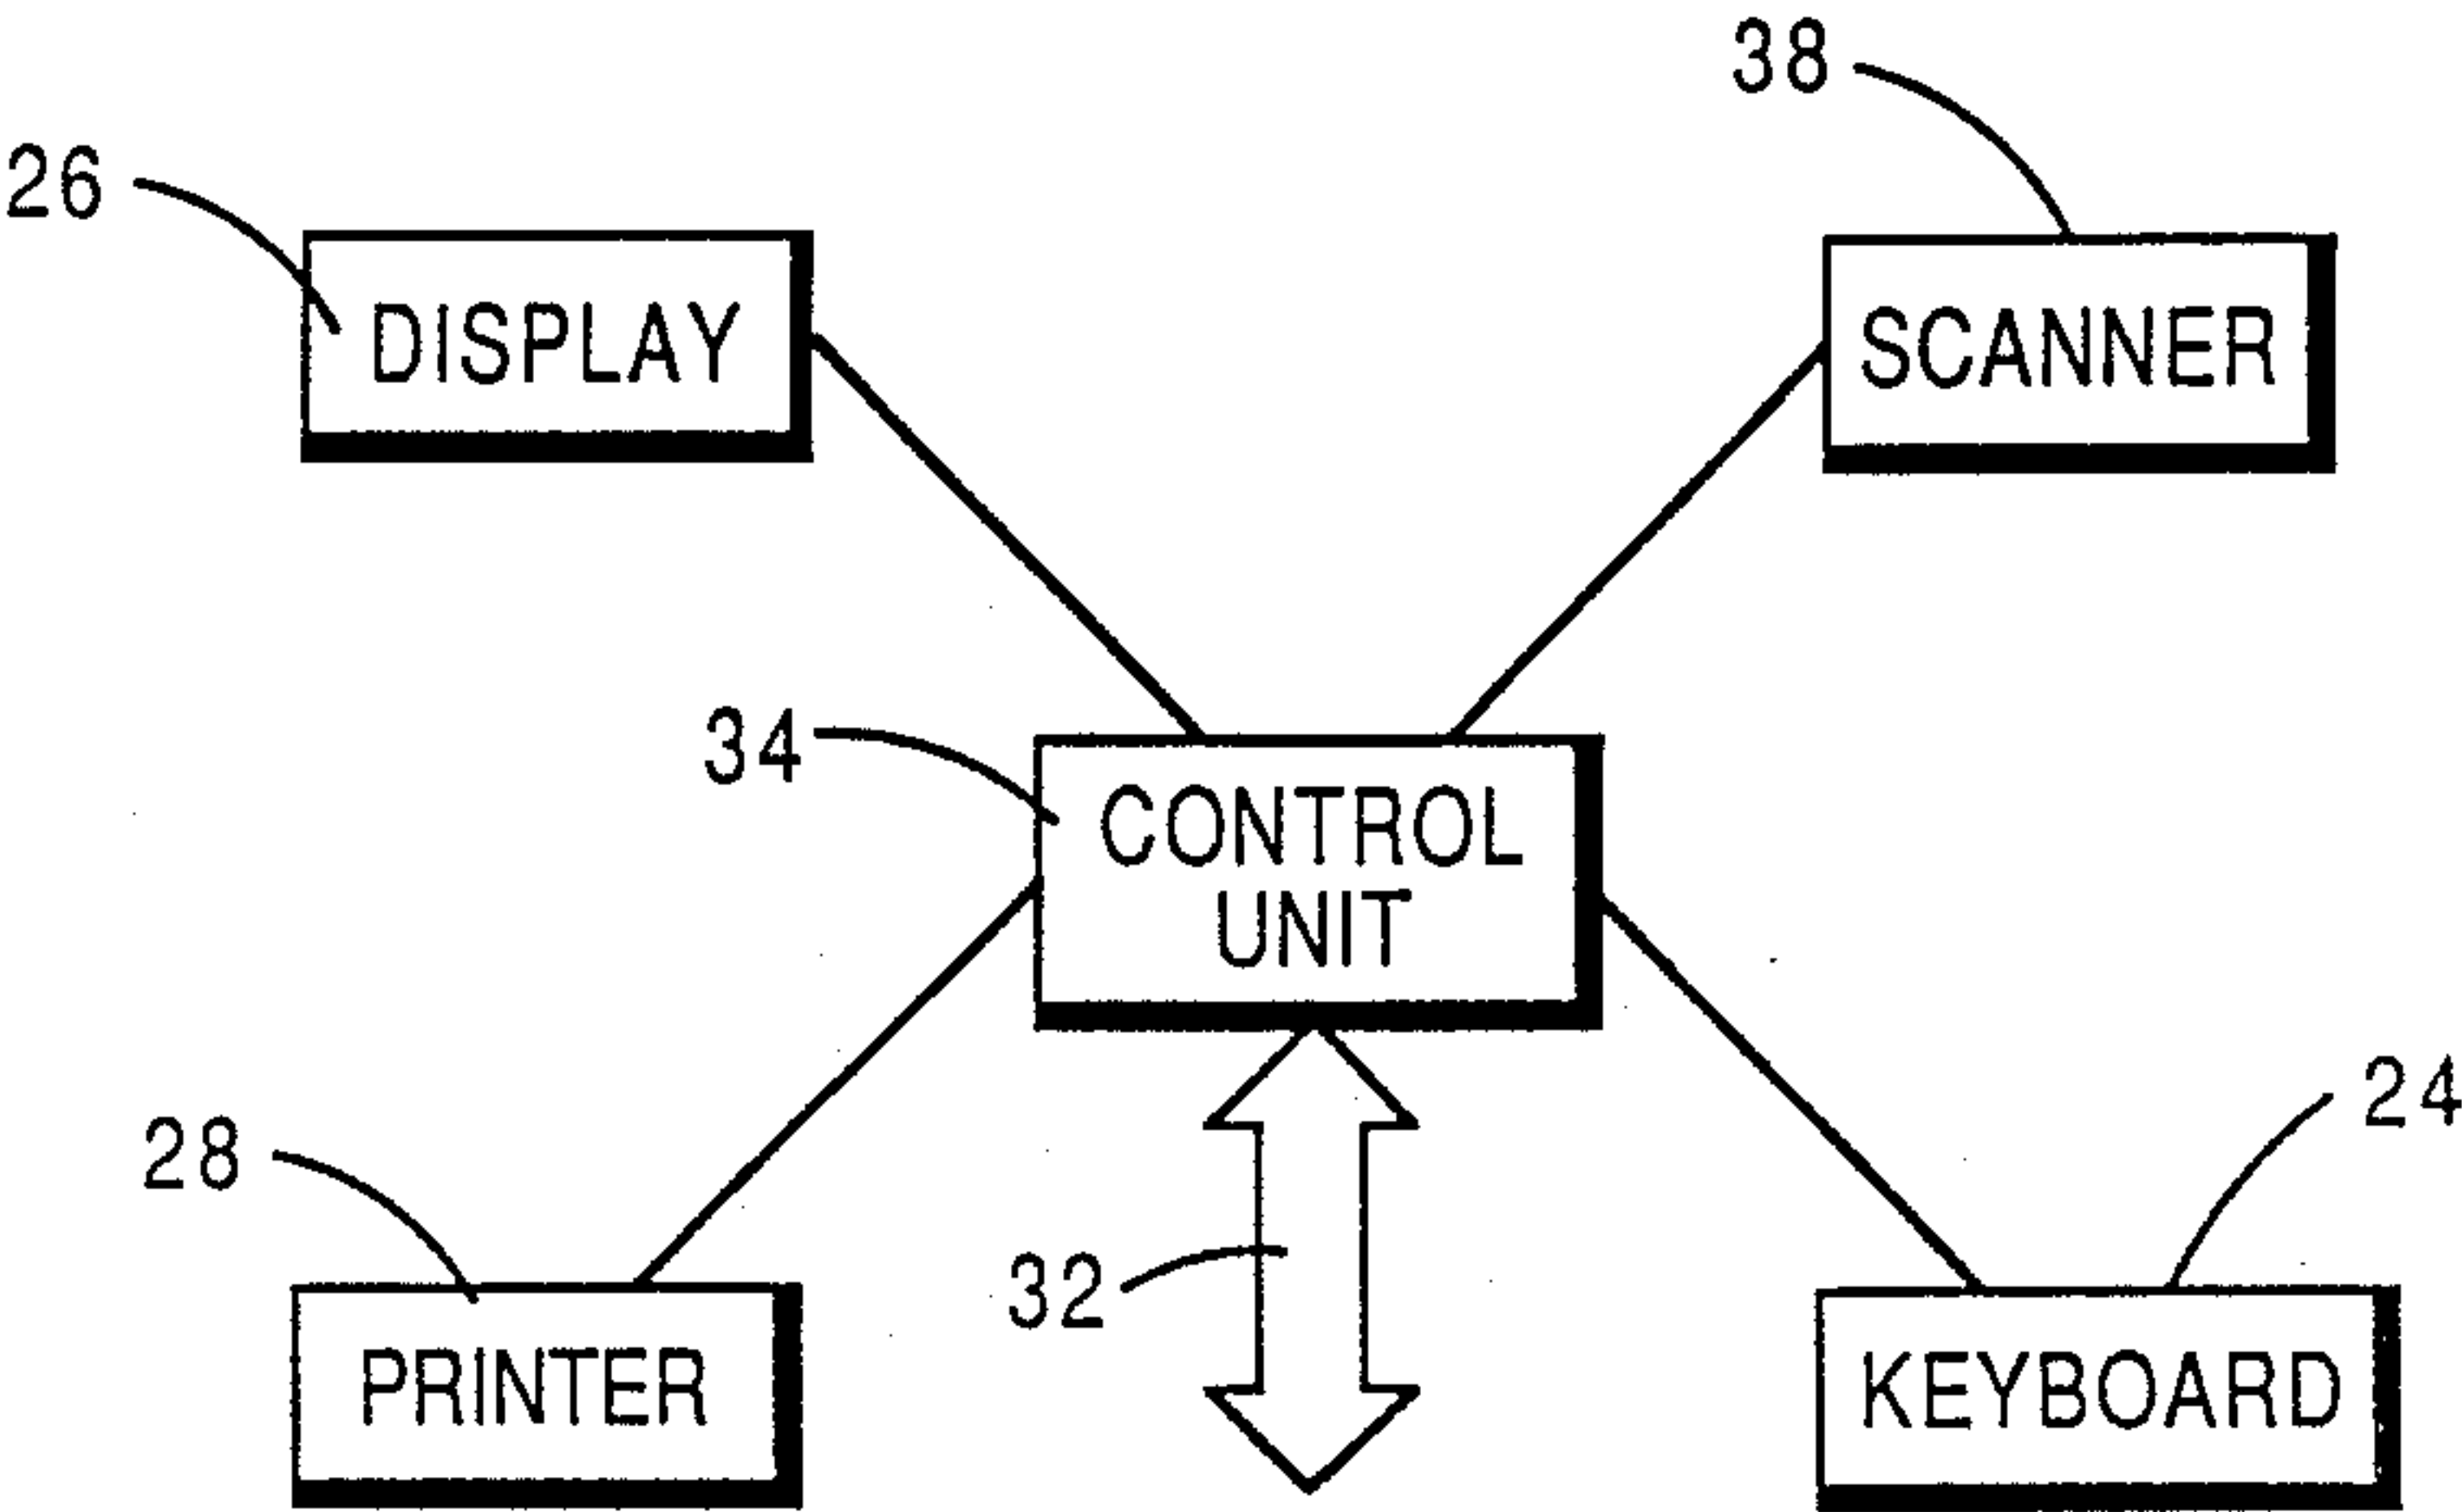 38
26
DISPLAY
SCANNER
34
CONTROL
UNIT
24
28
32
PRINTER
KEYBOARD